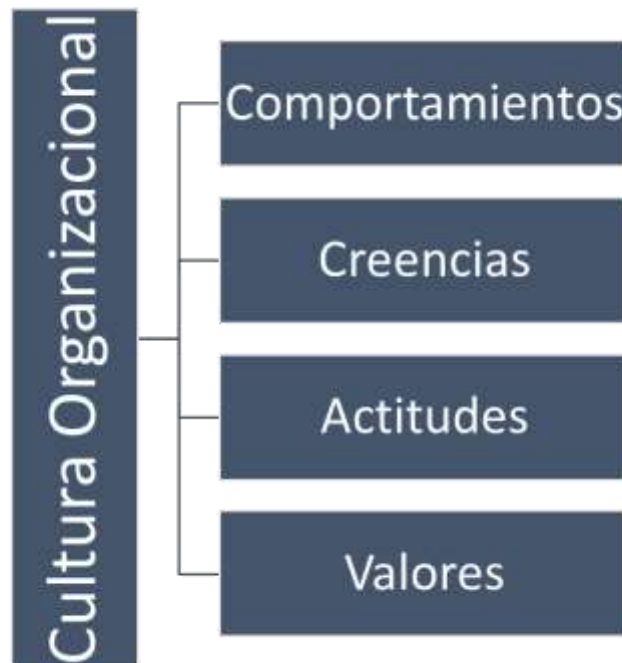 Cultura Organizacional
Comportamientos
Creencias
Actitudes
Valores